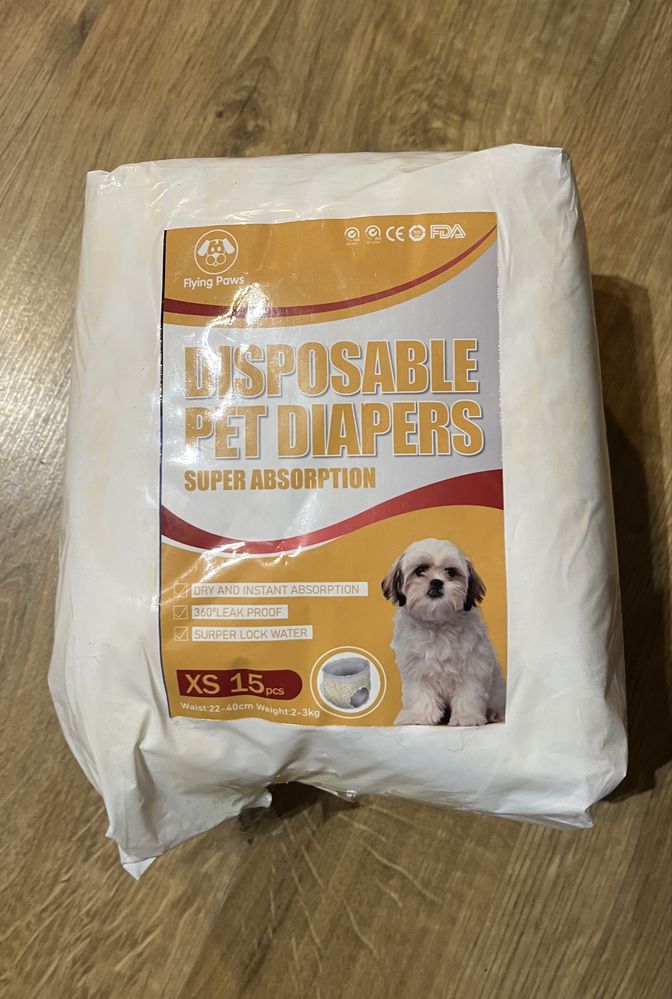 Flying Paws
CE FDA
DISPOSABLE
PET DIAPERS
SUPER ABSORPTION
DRY AND INSTANT ABSORPTION
360°LEAK PROOF
SURPER LOCK WATER
XS 15pcs
Waist:22-40cm Weight:2-3kg